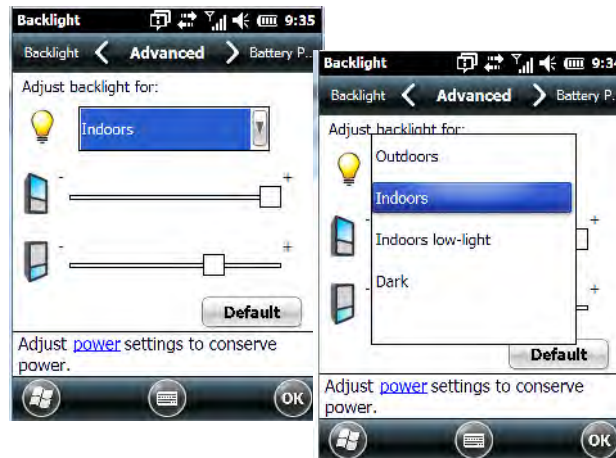 Backlight 9:35
Backlight Advanced Battery P..
Adjust backlight for:
Indoors
- +
- +
Default
Adjust power settings to conserve
power.
OK
Backlight 9:34
Backlight Advanced Battery P.
Adjust backlight for:
Outdoors
Indoors
Indoors low-light
Dark
- +
- +
Default
Adjust power settings to conserve
power.
OK